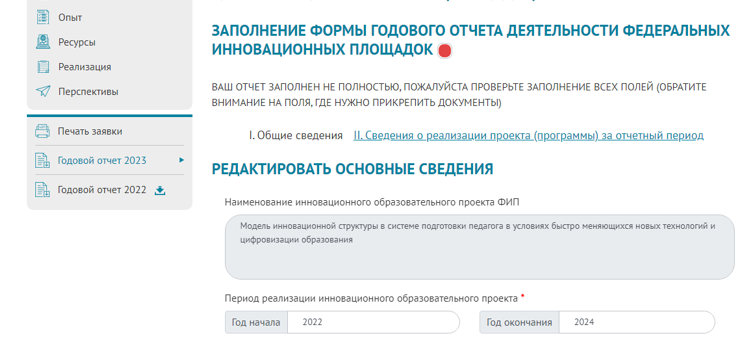 Опыт
Ресурсы
Реализация
Перспективы
Печать заявки
Годовой отчет 2023
Годовой отчет 2022
ЗАПОЛНЕНИЕ ФОРМЫ ГОДОВОГО ОТЧЕТА ДЕЯТЕЛЬНОСТИ ФЕДЕРАЛЬНЫХ
ИННОВАЦИОННЫХ ПЛОЩАДОК
ВАШ ОТЧЕТ ЗАПОЛНЕН НЕ ПОЛНОСТЬЮ, ПОЖАЛУЙСТА ПРОВЕРЬТЕ ЗАПОЛНЕНИЕ ВСЕХ ПОЛЕЙ (ОБРАТИТЕ
ВНИМАНИЕ НА ПОЛЯ, ГДЕ НУЖНО ПРИКРЕПИТЬ ДОКУМЕНТЫ)
I. Общие сведения II. Сведения о реализации проекта (программы) за отчетный период
РЕДАКТИРОВАТЬ ОСНОВНЫЕ СВЕДЕНИЯ
Наименование инновационного образовательного проекта ФИП
Модель инновационной структуры в системе подготовки педагога в условиях быстро меняющихся новых технологий и
цифровизации образования
Период реализации инновационного образовательного проекта *
Год начала 2022 Год окончания 2024